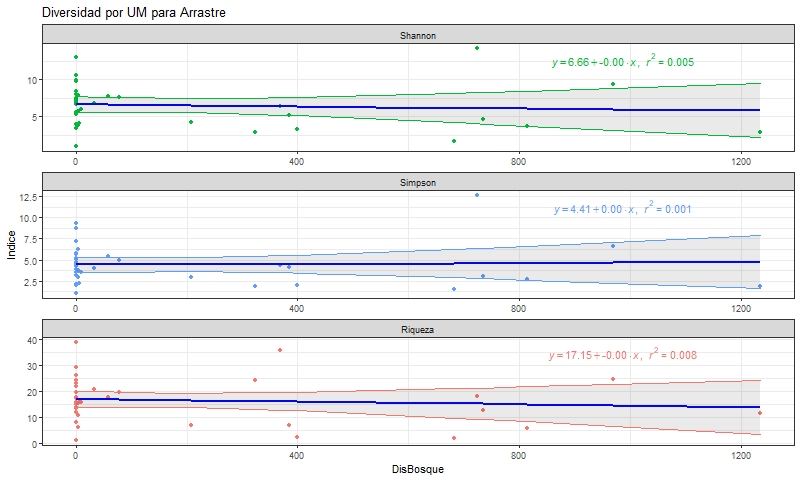 Diversidad por UM para Arrastre
Shannon
y = 6.66 + -0.00 · x, r² = 0.005
10
5
0
400
800
1200
Simpson
y = 4.41 + 0.00 · x, r² = 0.001
12.5
10.0
7.5
5.0
2.5
0
400
800
1200
Indice
Riqueza
y = 17.15 + -0.00 · x, r² = 0.008
40
30
20
10
0
0
400
800
1200
DisBosque